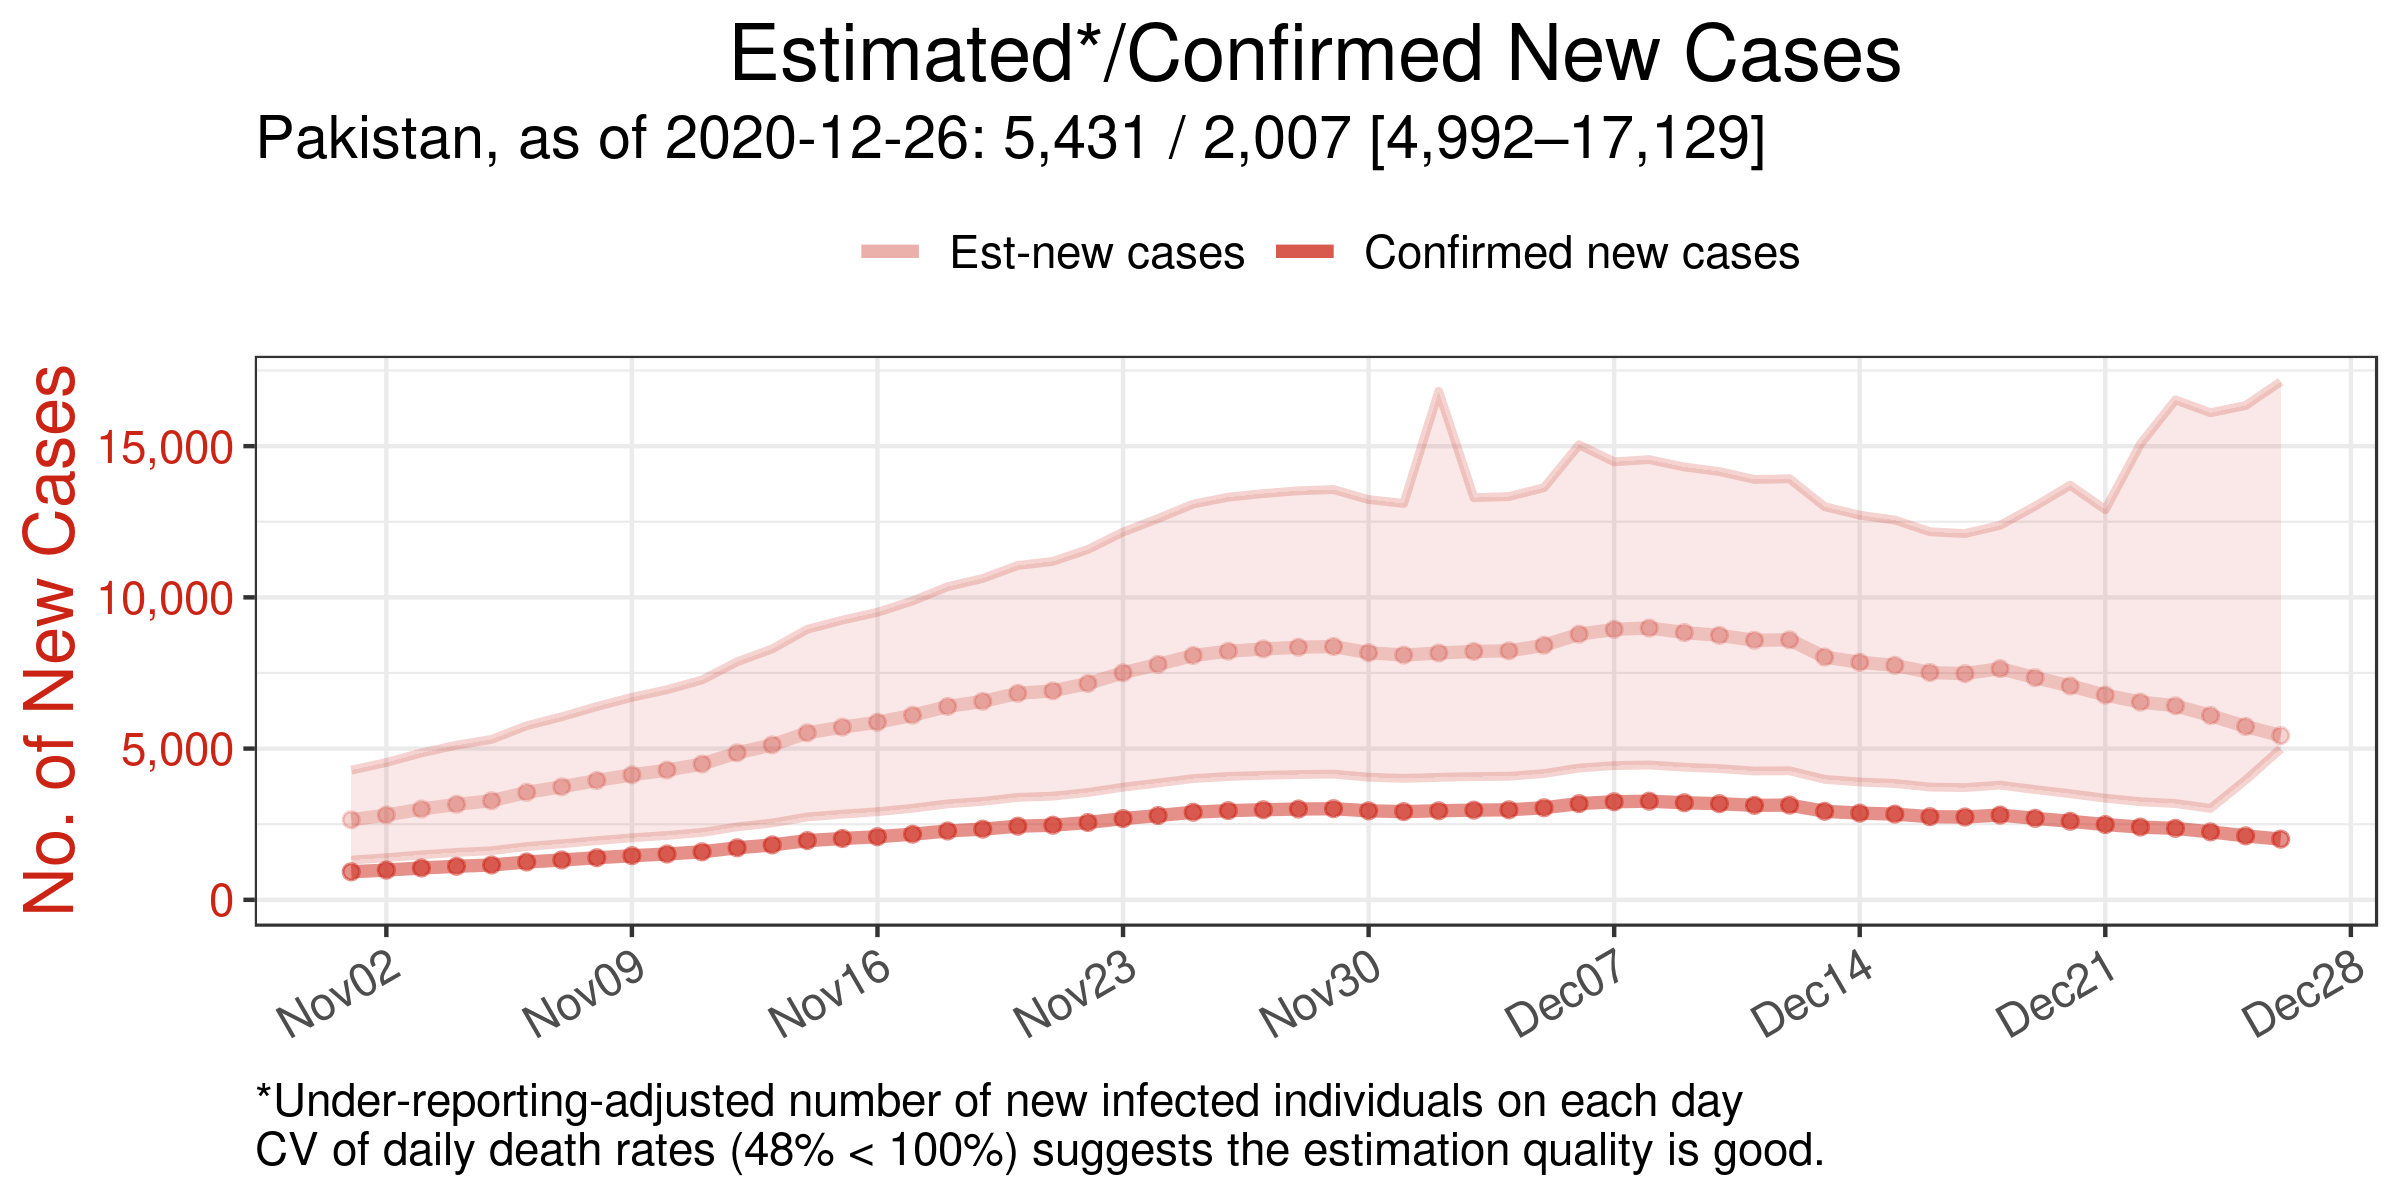 Estimated*/Confirmed New Cases
Pakistan, as of 2020-12-26: 5,431 / 2,007 [4,992–17,129]
Est-new cases Confirmed new cases
No. of New Cases
15,000
10,000
5,000
0
Nov02 Nov09 Nov16 Nov23 Nov30 Dec07 Dec14 Dec21 Dec28
*Under-reporting-adjusted number of new infected individuals on each day
CV of daily death rates (48% < 100%) suggests the estimation quality is good.